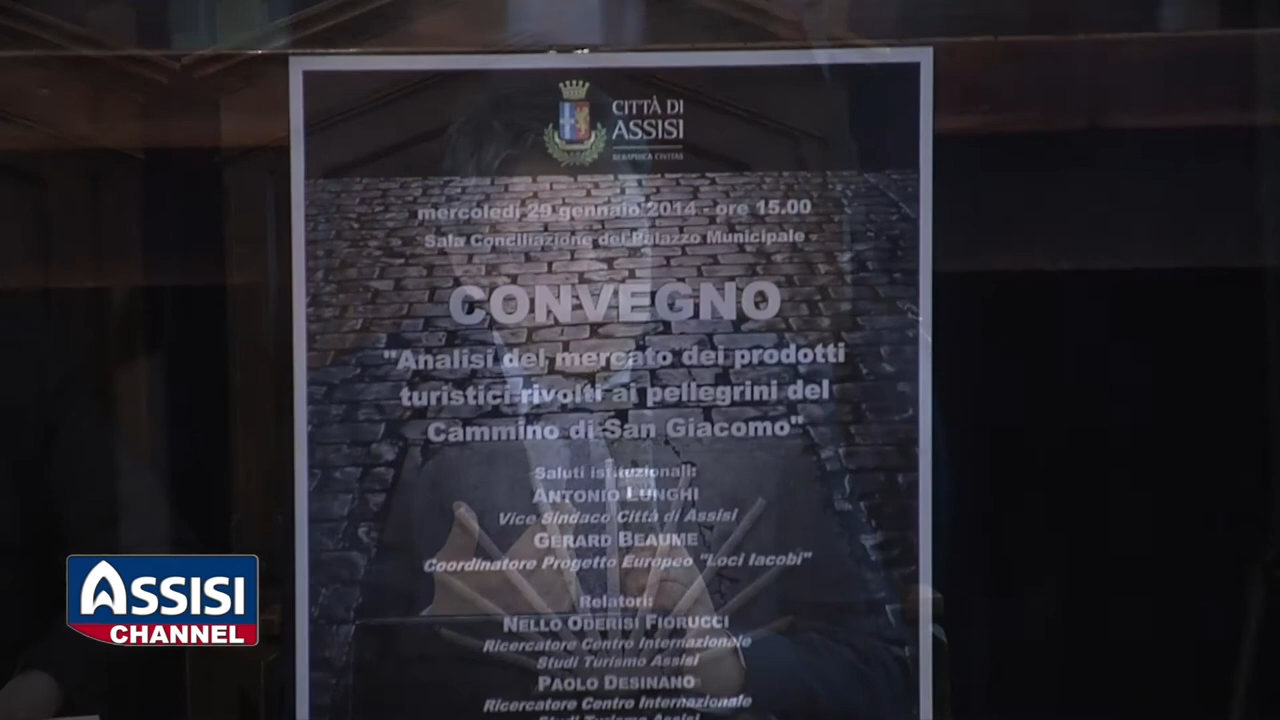 CITTÀ DI
ASSISI
SERAPHICA CIVITAS
mercoledì 29 gennaio 2014 - ore 15.00
Sala Conciliazione del Palazzo Municipale -
CONVEGNO
"Analisi del mercato dei prodotti
turistici rivolti ai pellegrini del
Cammino di San Giacomo"
Saluti istituzionali:
ANTONIO LUNGHI
Vice Sindaco Città di Assisi
GERARD BEAUME
Coordinatore Progetto Europeo "Loci Iacobi"
Relatori:
NELLO ODERISI FIORUCCI
Ricercatore Centro Internazionale
Studi Turismo Assisi
PAOLO DESINANO
Ricercatore Centro Internazionale
Studi Turismo Assisi
ASSISI
CHANNEL